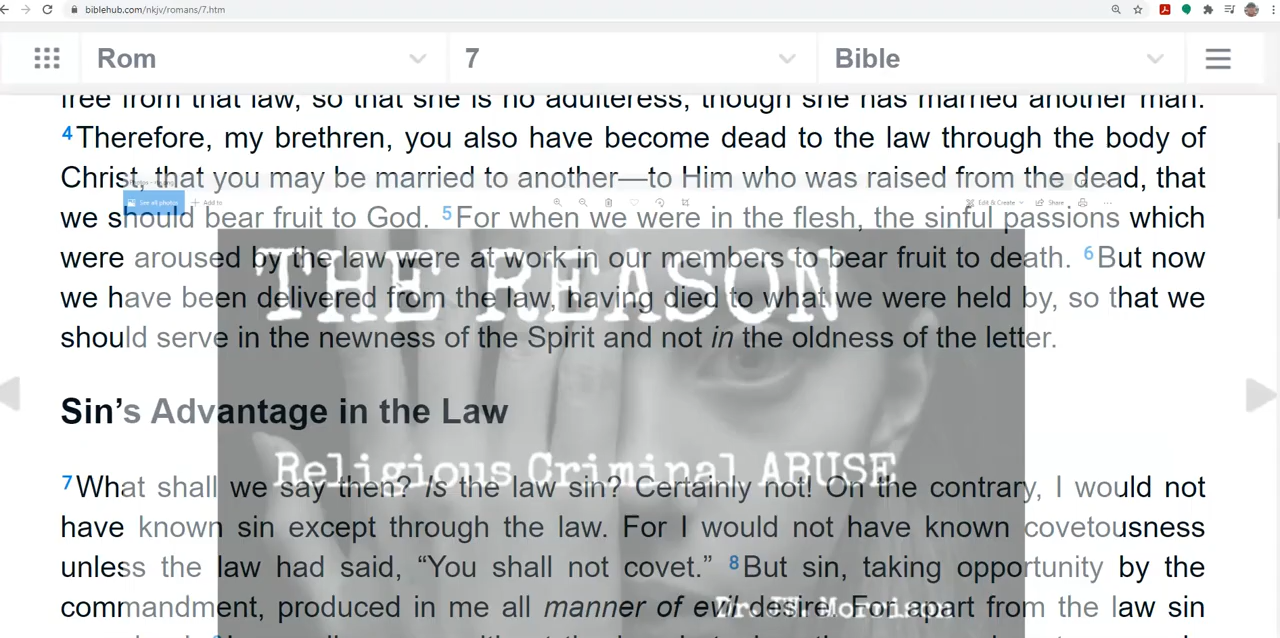 biblehub.com/nkjv/romans/7.htm
Rom 7 Bible
free from that law, so that she is no adulteress, though she has married another man.
4Therefore, my brethren, you also have become dead to the law through the body of
Christ, that you may be married to another—to Him who was raised from the dead, that
See all photos + Add to Edit & Create Share
we should bear fruit to God. 5For when we were in the flesh, the sinful passions which
were aroused by the law were at work in our members to bear fruit to death. 6But now
THE REASON
we have been delivered from the law, having died to what we were held by, so that we
should serve in the newness of the Spirit and not in the oldness of the letter.
Sin’s Advantage in the Law
Religious Criminal ABUSE
7What shall we say then? Is the law sin? Certainly not! On the contrary, I would not
have known sin except through the law. For I would not have known covetousness
unless the law had said, “You shall not covet.” 8But sin, taking opportunity by the
commandment, produced in me all manner of evil desire. For apart from the law sin
Morrison